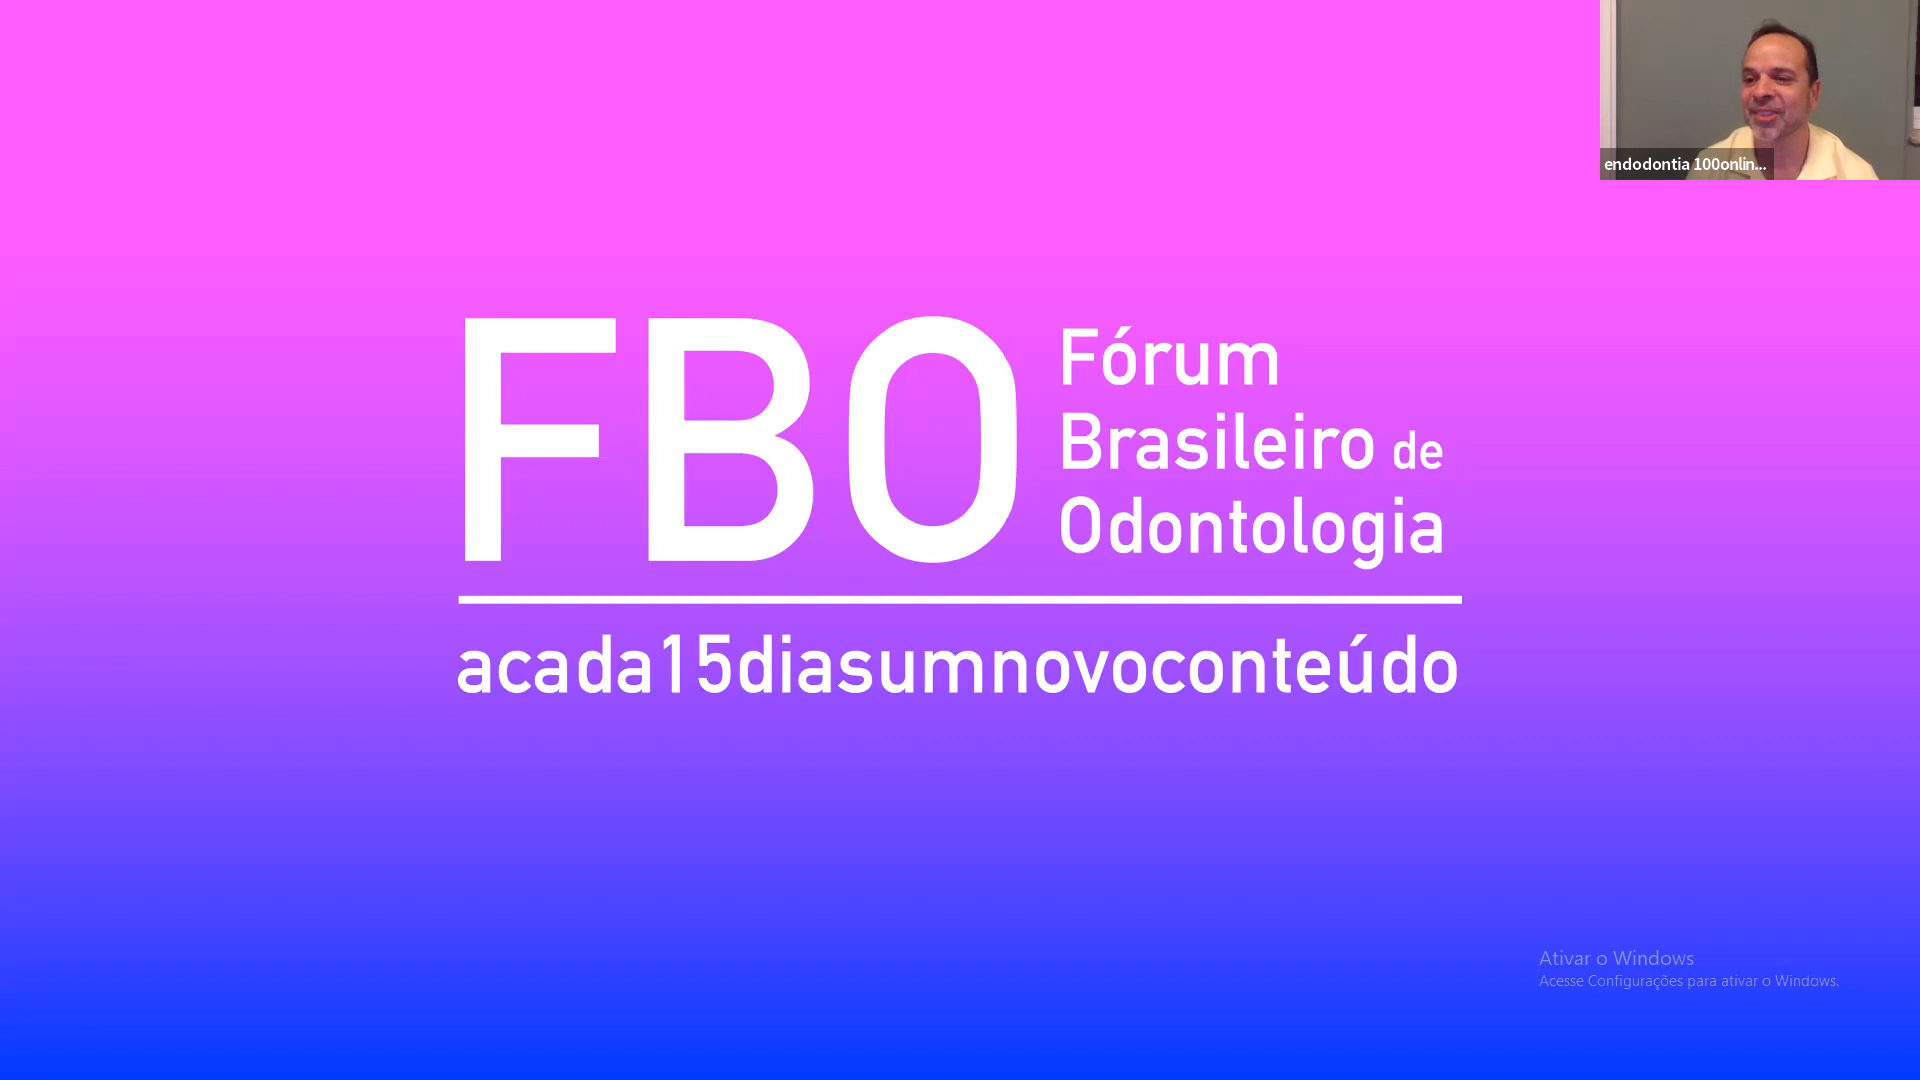 endodontia 100onlin...
FBO
Fórum
Brasileiro de
Odontologia
acada15diasumnovoconteúdo
Ativar o Windows
Acesse Configurações para ativar o Windows.